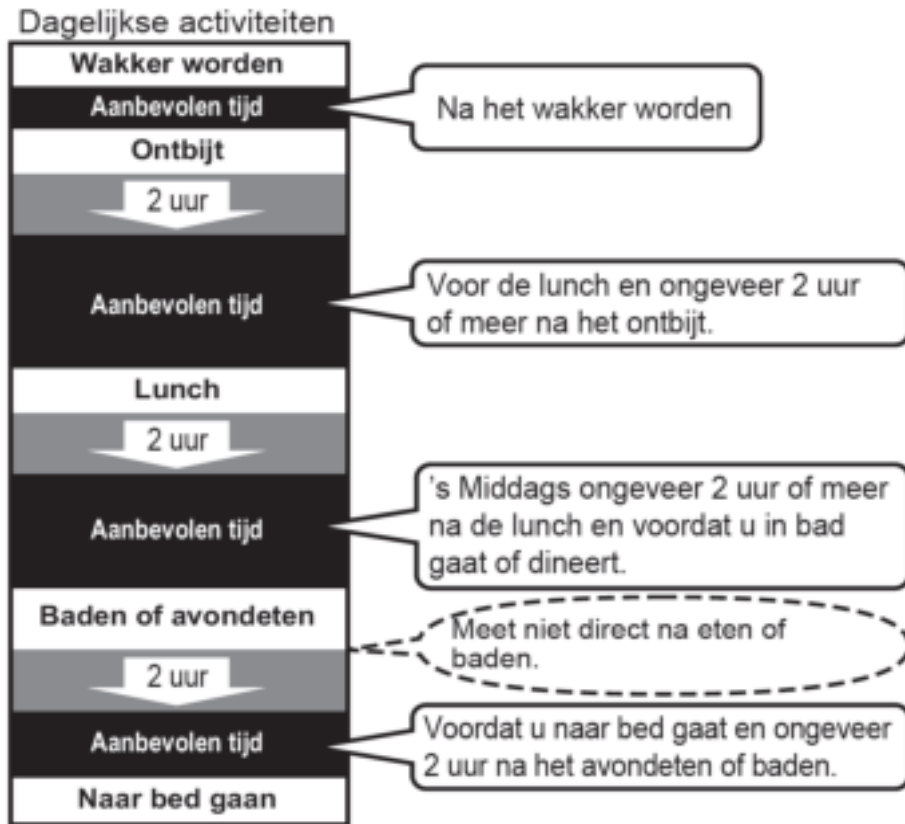 Dagelijkse activiteiten
Wakker worden
Aanbevolen tijd
Na het wakker worden
Ontbijt
2 uur
Aanbevolen tijd
Voor de lunch en ongeveer 2 uur
of meer na het ontbijt.
Lunch
2 uur
Aanbevolen tijd
's Middags ongeveer 2 uur of meer
na de lunch en voordat u in bad
gaat of dineert.
Baden of avondeten
Meet niet direct na eten of
baden.
2 uur
Aanbevolen tijd
Voordat u naar bed gaat en ongeveer
2 uur na het avondeten of baden.
Naar bed gaan